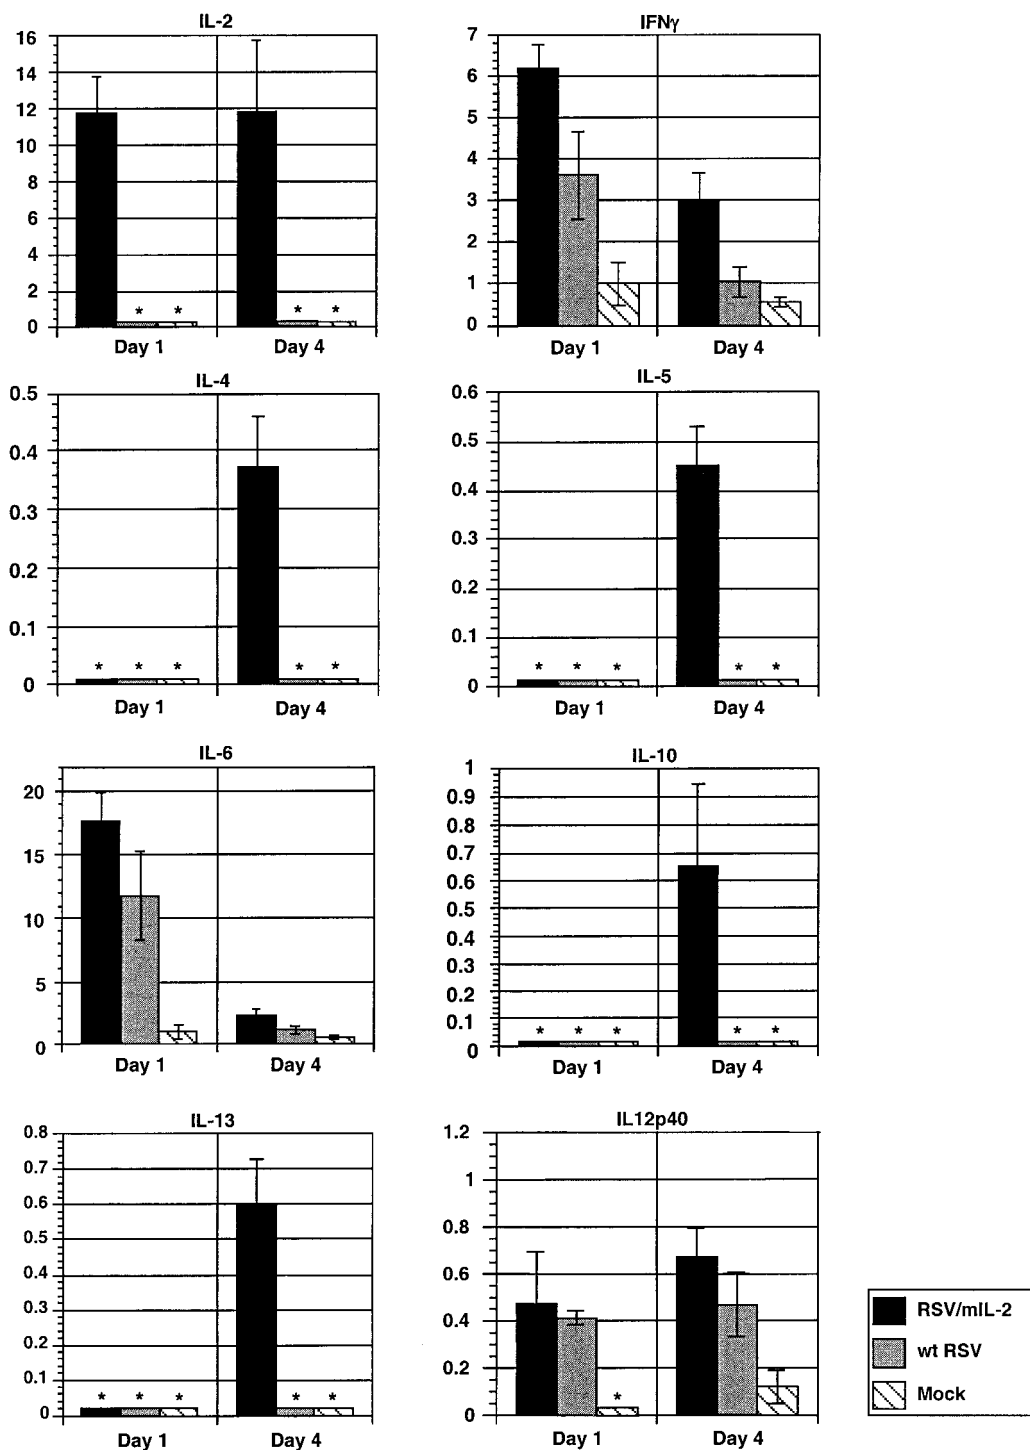 IL-2
16
14
12
10
8
6
4
2
0
* * * *
Day 1 Day 4
IFNγ
7
6
5
4
3
2
1
0
Day 1 Day 4
IL-4
0.5
0.4
0.3
0.2
0.1
0
* * * * *
Day 1 Day 4
IL-5
0.6
0.5
0.4
0.3
0.2
0.1
0
* * * * *
Day 1 Day 4
IL-6
20
15
10
5
0
Day 1 Day 4
IL-10
1
0.9
0.8
0.7
0.6
0.5
0.4
0.3
0.2
0.1
0
* * * * *
Day 1 Day 4
IL-13
0.8
0.7
0.6
0.5
0.4
0.3
0.2
0.1
0
* * * * *
Day 1 Day 4
IL12p40
1.2
1
0.8
0.6
0.4
0.2
0
*
Day 1 Day 4
RSV/mIL-2
wt RSV
Mock